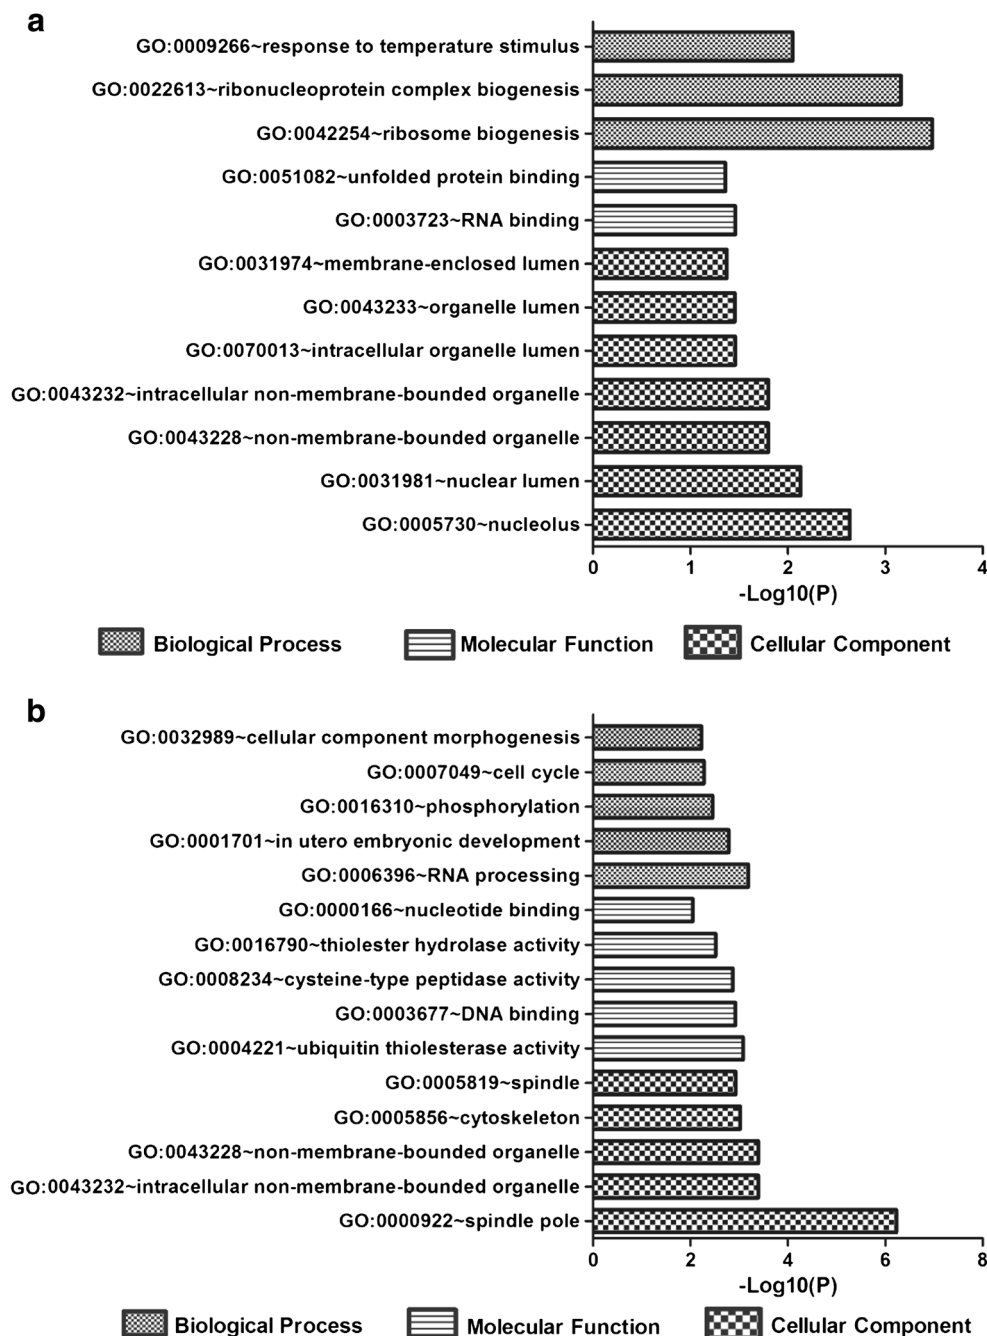 a
GO:0009266~response to temperature stimulus
GO:0022613~ribonucleoprotein complex biogenesis
GO:0042254~ribosome biogenesis
GO:0051082~unfolded protein binding
GO:0003723~RNA binding
GO:0031974~membrane-enclosed lumen
GO:0043233~organelle lumen
GO:0070013~intracellular organelle lumen
GO:0043232~intracellular non-membrane-bounded organelle
GO:0043228~non-membrane-bounded organelle
GO:0031981~nuclear lumen
GO:0005730~nucleolus
0 1 2 3 4
-Log10(P)
Biological Process Molecular Function Cellular Component
b
GO:0032989~cellular component morphogenesis
GO:0007049~cell cycle
GO:0016310~phosphorylation
GO:0001701~in utero embryonic development
GO:0006396~RNA processing
GO:0000166~nucleotide binding
GO:0016790~thiolester hydrolase activity
GO:0008234~cysteine-type peptidase activity
GO:0003677~DNA binding
GO:0004221~ubiquitin thiolesterase activity
GO:0005819~spindle
GO:0005856~cytoskeleton
GO:0043228~non-membrane-bounded organelle
GO:0043232~intracellular non-membrane-bounded organelle
GO:0000922~spindle pole
0 2 4 6 8
-Log10(P)
Biological Process Molecular Function Cellular Component